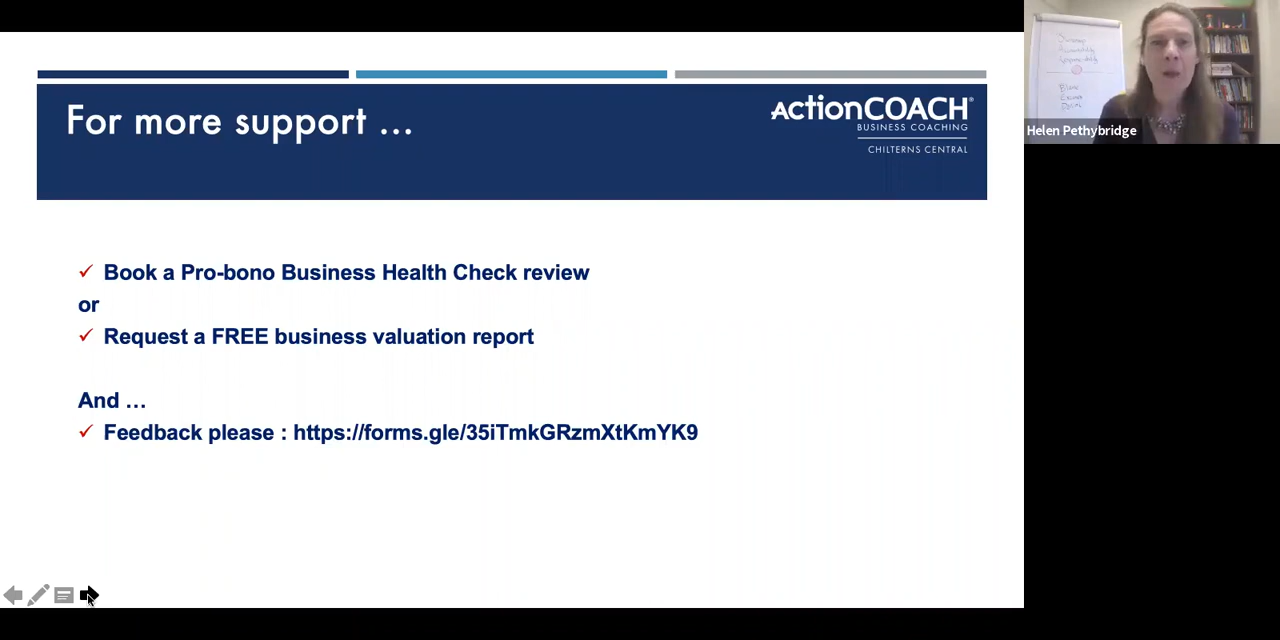 For more support ...
ActionCOACH®
BUSINESS COACHING
CHILTERNS CENTRAL
✓ Book a Pro-bono Business Health Check review
or
✓ Request a FREE business valuation report
And ...
✓ Feedback please : https://forms.gle/35iTmkGRzmXtKmYK9
Helen Pethybridge